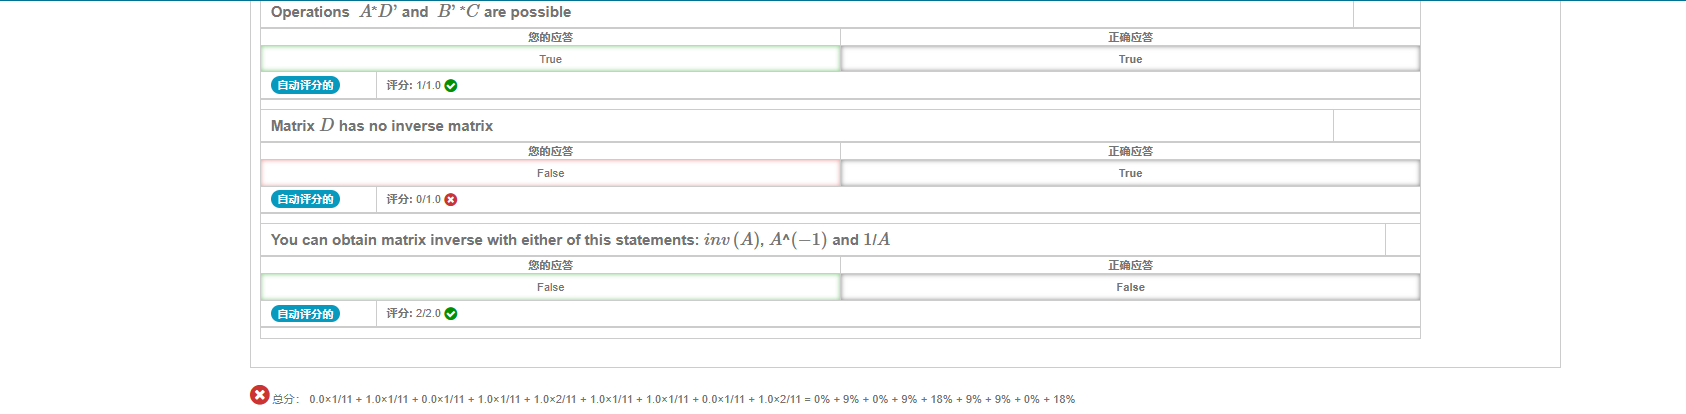 Operations A*D’ and B’ *C are possible
您的应答 正确应答
True True
自动评分的 评分: 1/1.0
Matrix D has no inverse matrix
您的应答 正确应答
False True
自动评分的 评分: 0/1.0
You can obtain matrix inverse with either of this statements: inv (A), A^(−1) and 1/A
您的应答 正确应答
False False
自动评分的 评分: 2/2.0
总分： 0.0×1/11 + 1.0×1/11 + 0.0×1/11 + 1.0×1/11 + 1.0×2/11 + 1.0×1/11 + 1.0×1/11 + 0.0×1/11 + 1.0×2/11 = 0% + 9% + 0% + 9% + 18% + 9% + 9% + 0% + 18%